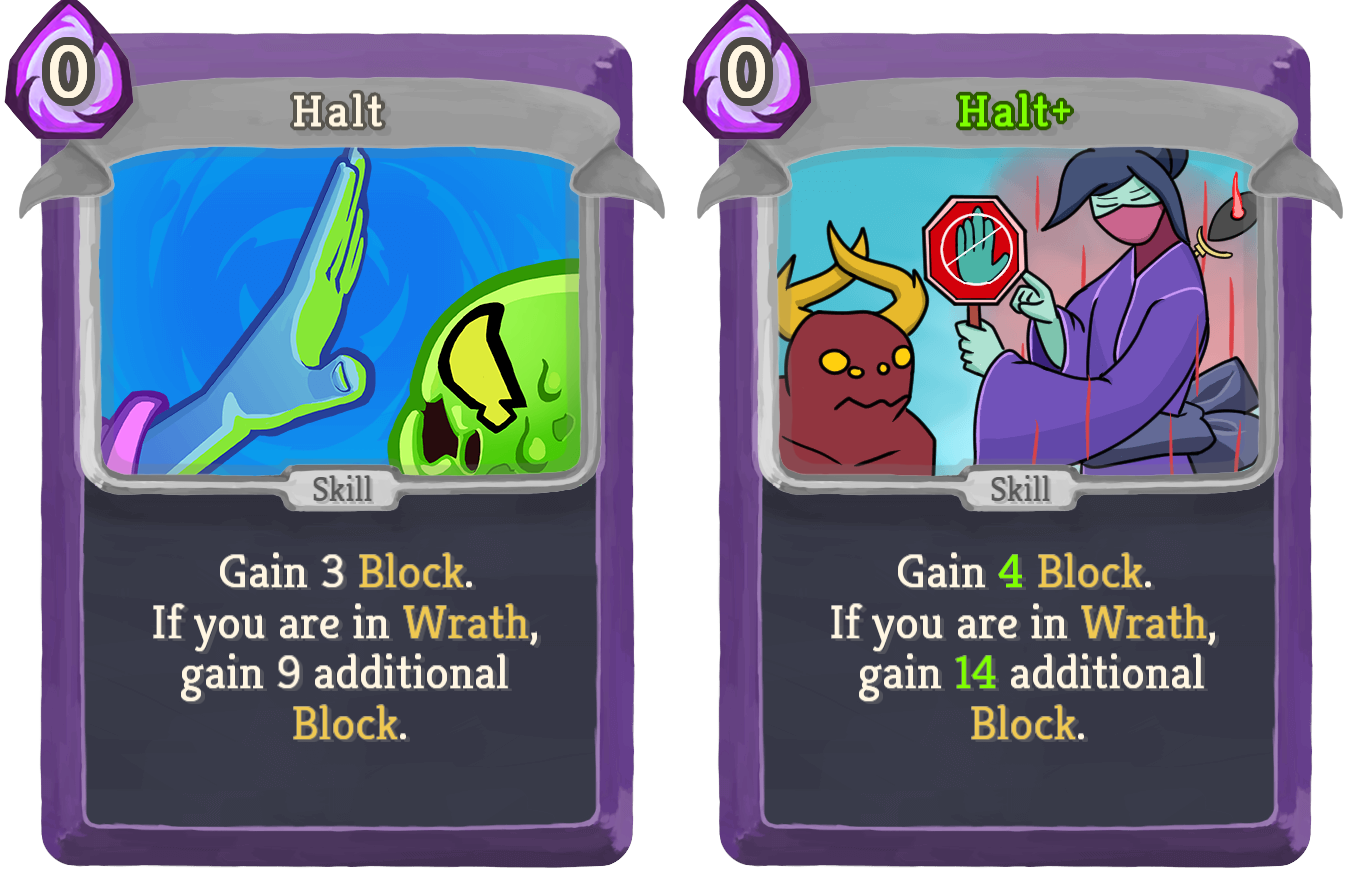 0
Halt
Skill
Gain 3 Block.
If you are in Wrath,
gain 9 additional
Block.
0
Halt+
Skill
Gain 4 Block.
If you are in Wrath,
gain 14 additional
Block.